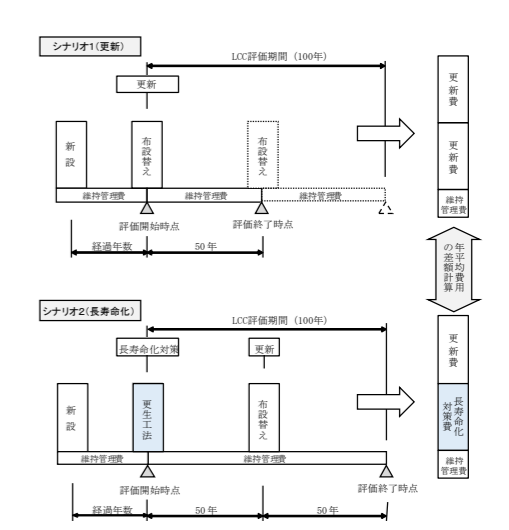 シナリオ1(更新)
LCC評価期間（100年）
更新
新設
布設替え
布設替え
維持管理費
維持管理費
維持管理費
評価開始時点
評価終了時点
経過年数
50 年
更新費
更新費
維持
管理費
年平均費用
の差額計算
シナリオ2(長寿命化)
LCC評価期間（100年）
長寿命化対策
更新
新設
更生工法
布設替え
維持管理費
維持管理費
評価開始時点
評価終了時点
経過年数
50 年
50 年
更新費
長寿命化
対策費
維持
管理費